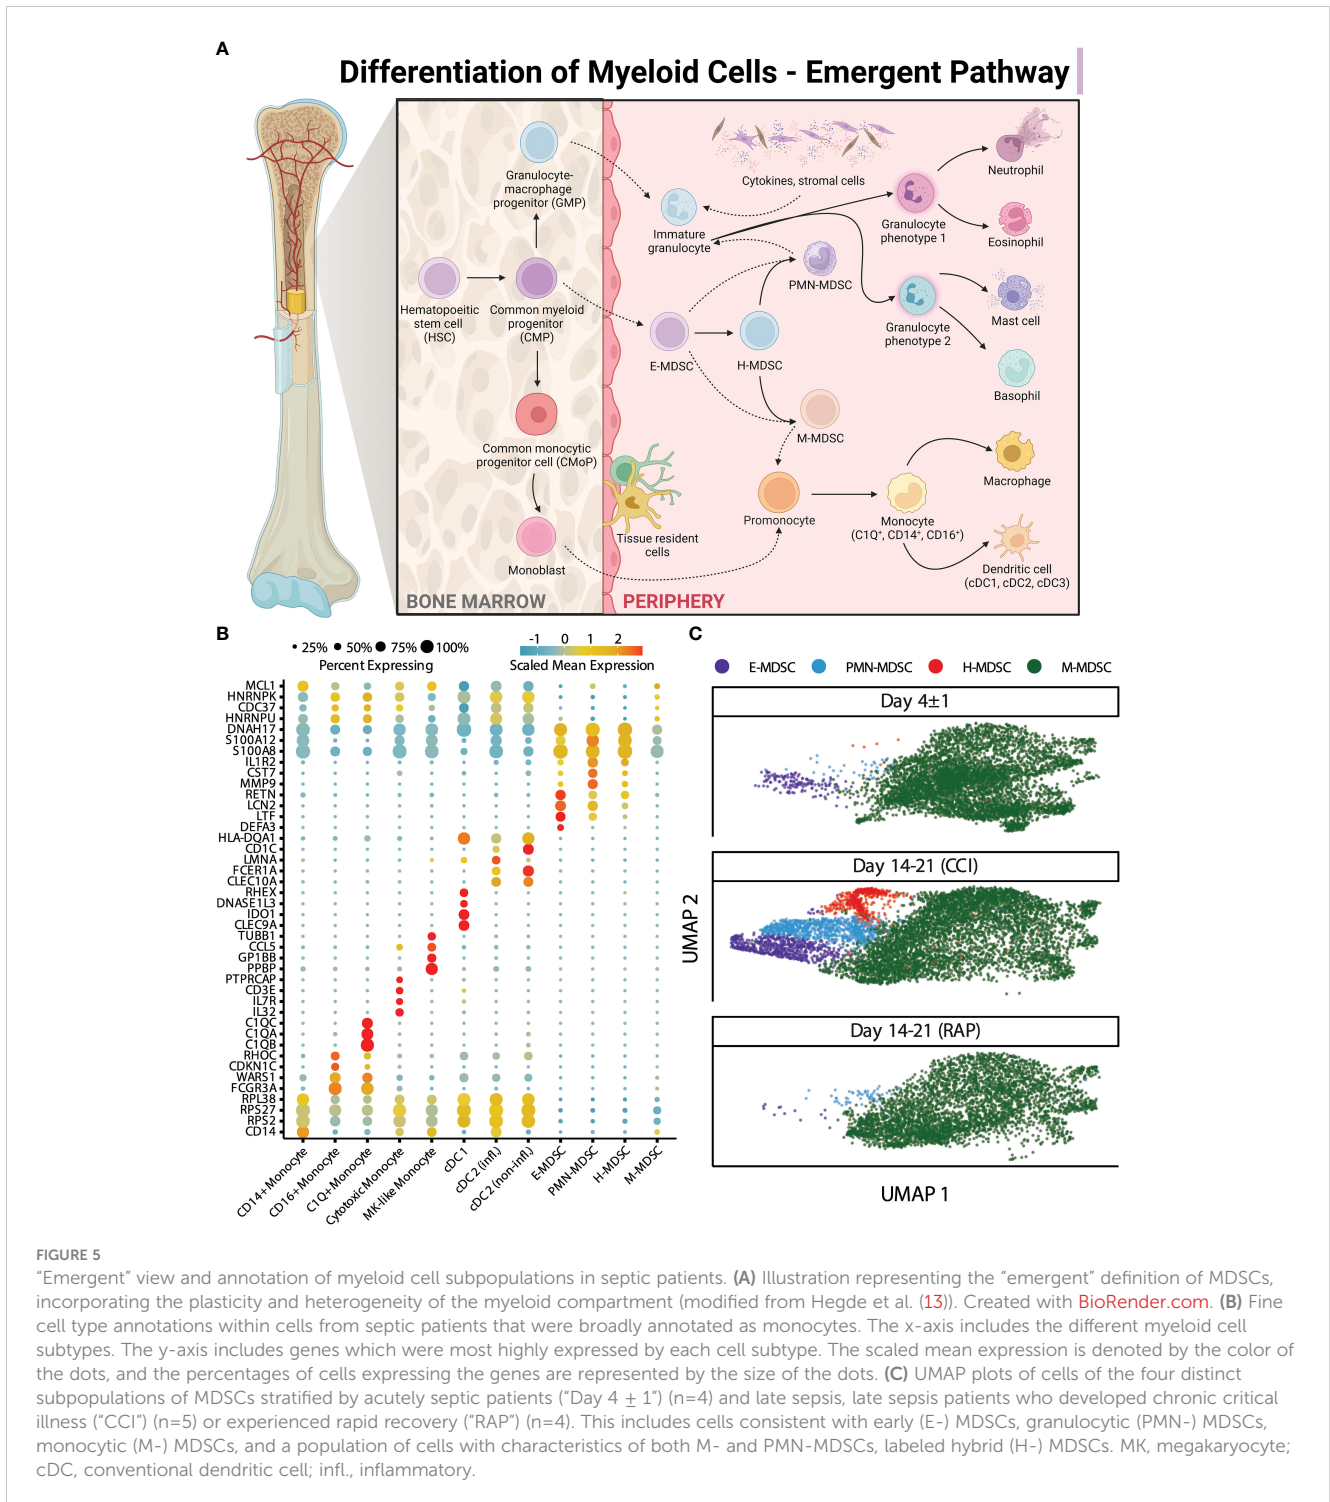 A
Differentiation of Myeloid Cells - Emergent Pathway
Granulocyte-
macrophage
progenitor (GMP)
Hematopoeitic
stem cell
(HSC)
Common myeloid
progenitor
(CMP)
Common monocytic
progenitor cell (CMoP)
Monoblast
BONE MARROW
Cytokines, stromal cells
Immature
granulocyte
PMN-MDSC
E-MDSC
H-MDSC
M-MDSC
Tissue resident
cells
Promonocyte
Monocyte
(C1Q⁺, CD14⁺, CD16⁺)
Granulocyte
phenotype 1
Granulocyte
phenotype 2
Neutrophil
Eosinophil
Mast cell
Basophil
Macrophage
Dendritic cell
(cDC1, cDC2, cDC3)
PERIPHERY
B
25% 50% 75% 100%
Percent Expressing
-1 0 1 2
Scaled Mean Expression
MCL1
HNRNPK
CDC37
HNRNPU
DNAH17
S100A12
S100A8
IL1R2
CST7
MMP9
RETN
LCN2
LTF
DEFA3
HLA-DQA1
CD1C
LMNA
FCER1A
CLEC10A
RHEX
DNASE1L3
IDO1
CLEC9A
TUBB1
CCL5
GP1BB
PPBP
PTPRCAP
CD3E
IL7R
IL32
C1QC
C1QA
C1QB
RHOC
CDKN1C
WARS1
FCGR3A
RPL38
RPS27
RPS2
CD14
CD14+ Monocyte
CD16+ Monocyte
C1Q+ Monocyte
Cytotoxic Monocyte
MK-like Monocyte
cDC1
cDC2 (infl.)
cDC2 (non-infl.)
E-MDSC
PMN-MDSC
H-MDSC
M-MDSC
C
E-MDSC PMN-MDSC H-MDSC M-MDSC
Day 4±1
Day 14-21 (CCI)
Day 14-21 (RAP)
UMAP 2
UMAP 1
FIGURE 5
“Emergent” view and annotation of myeloid cell subpopulations in septic patients. (A) Illustration representing the “emergent” definition of MDSCs,
incorporating the plasticity and heterogeneity of the myeloid compartment (modified from Hegde et al. (13)). Created with BioRender.com. (B) Fine
cell type annotations within cells from septic patients that were broadly annotated as monocytes. The x-axis includes the different myeloid cell
subtypes. The y-axis includes genes which were most highly expressed by each cell subtype. The scaled mean expression is denoted by the color of
the dots, and the percentages of cells expressing the genes are represented by the size of the dots. (C) UMAP plots of cells of the four distinct
subpopulations of MDSCs stratified by acutely septic patients (“Day 4 ± 1”) (n=4) and late sepsis, late sepsis patients who developed chronic critical
illness (“CCI”) (n=5) or experienced rapid recovery (“RAP”) (n=4). This includes cells consistent with early (E-) MDSCs, granulocytic (PMN-) MDSCs,
monocytic (M-) MDSCs, and a population of cells with characteristics of both M- and PMN-MDSCs, labeled hybrid (H-) MDSCs. MK, megakaryocyte;
cDC, conventional dendritic cell; infl., inflammatory.